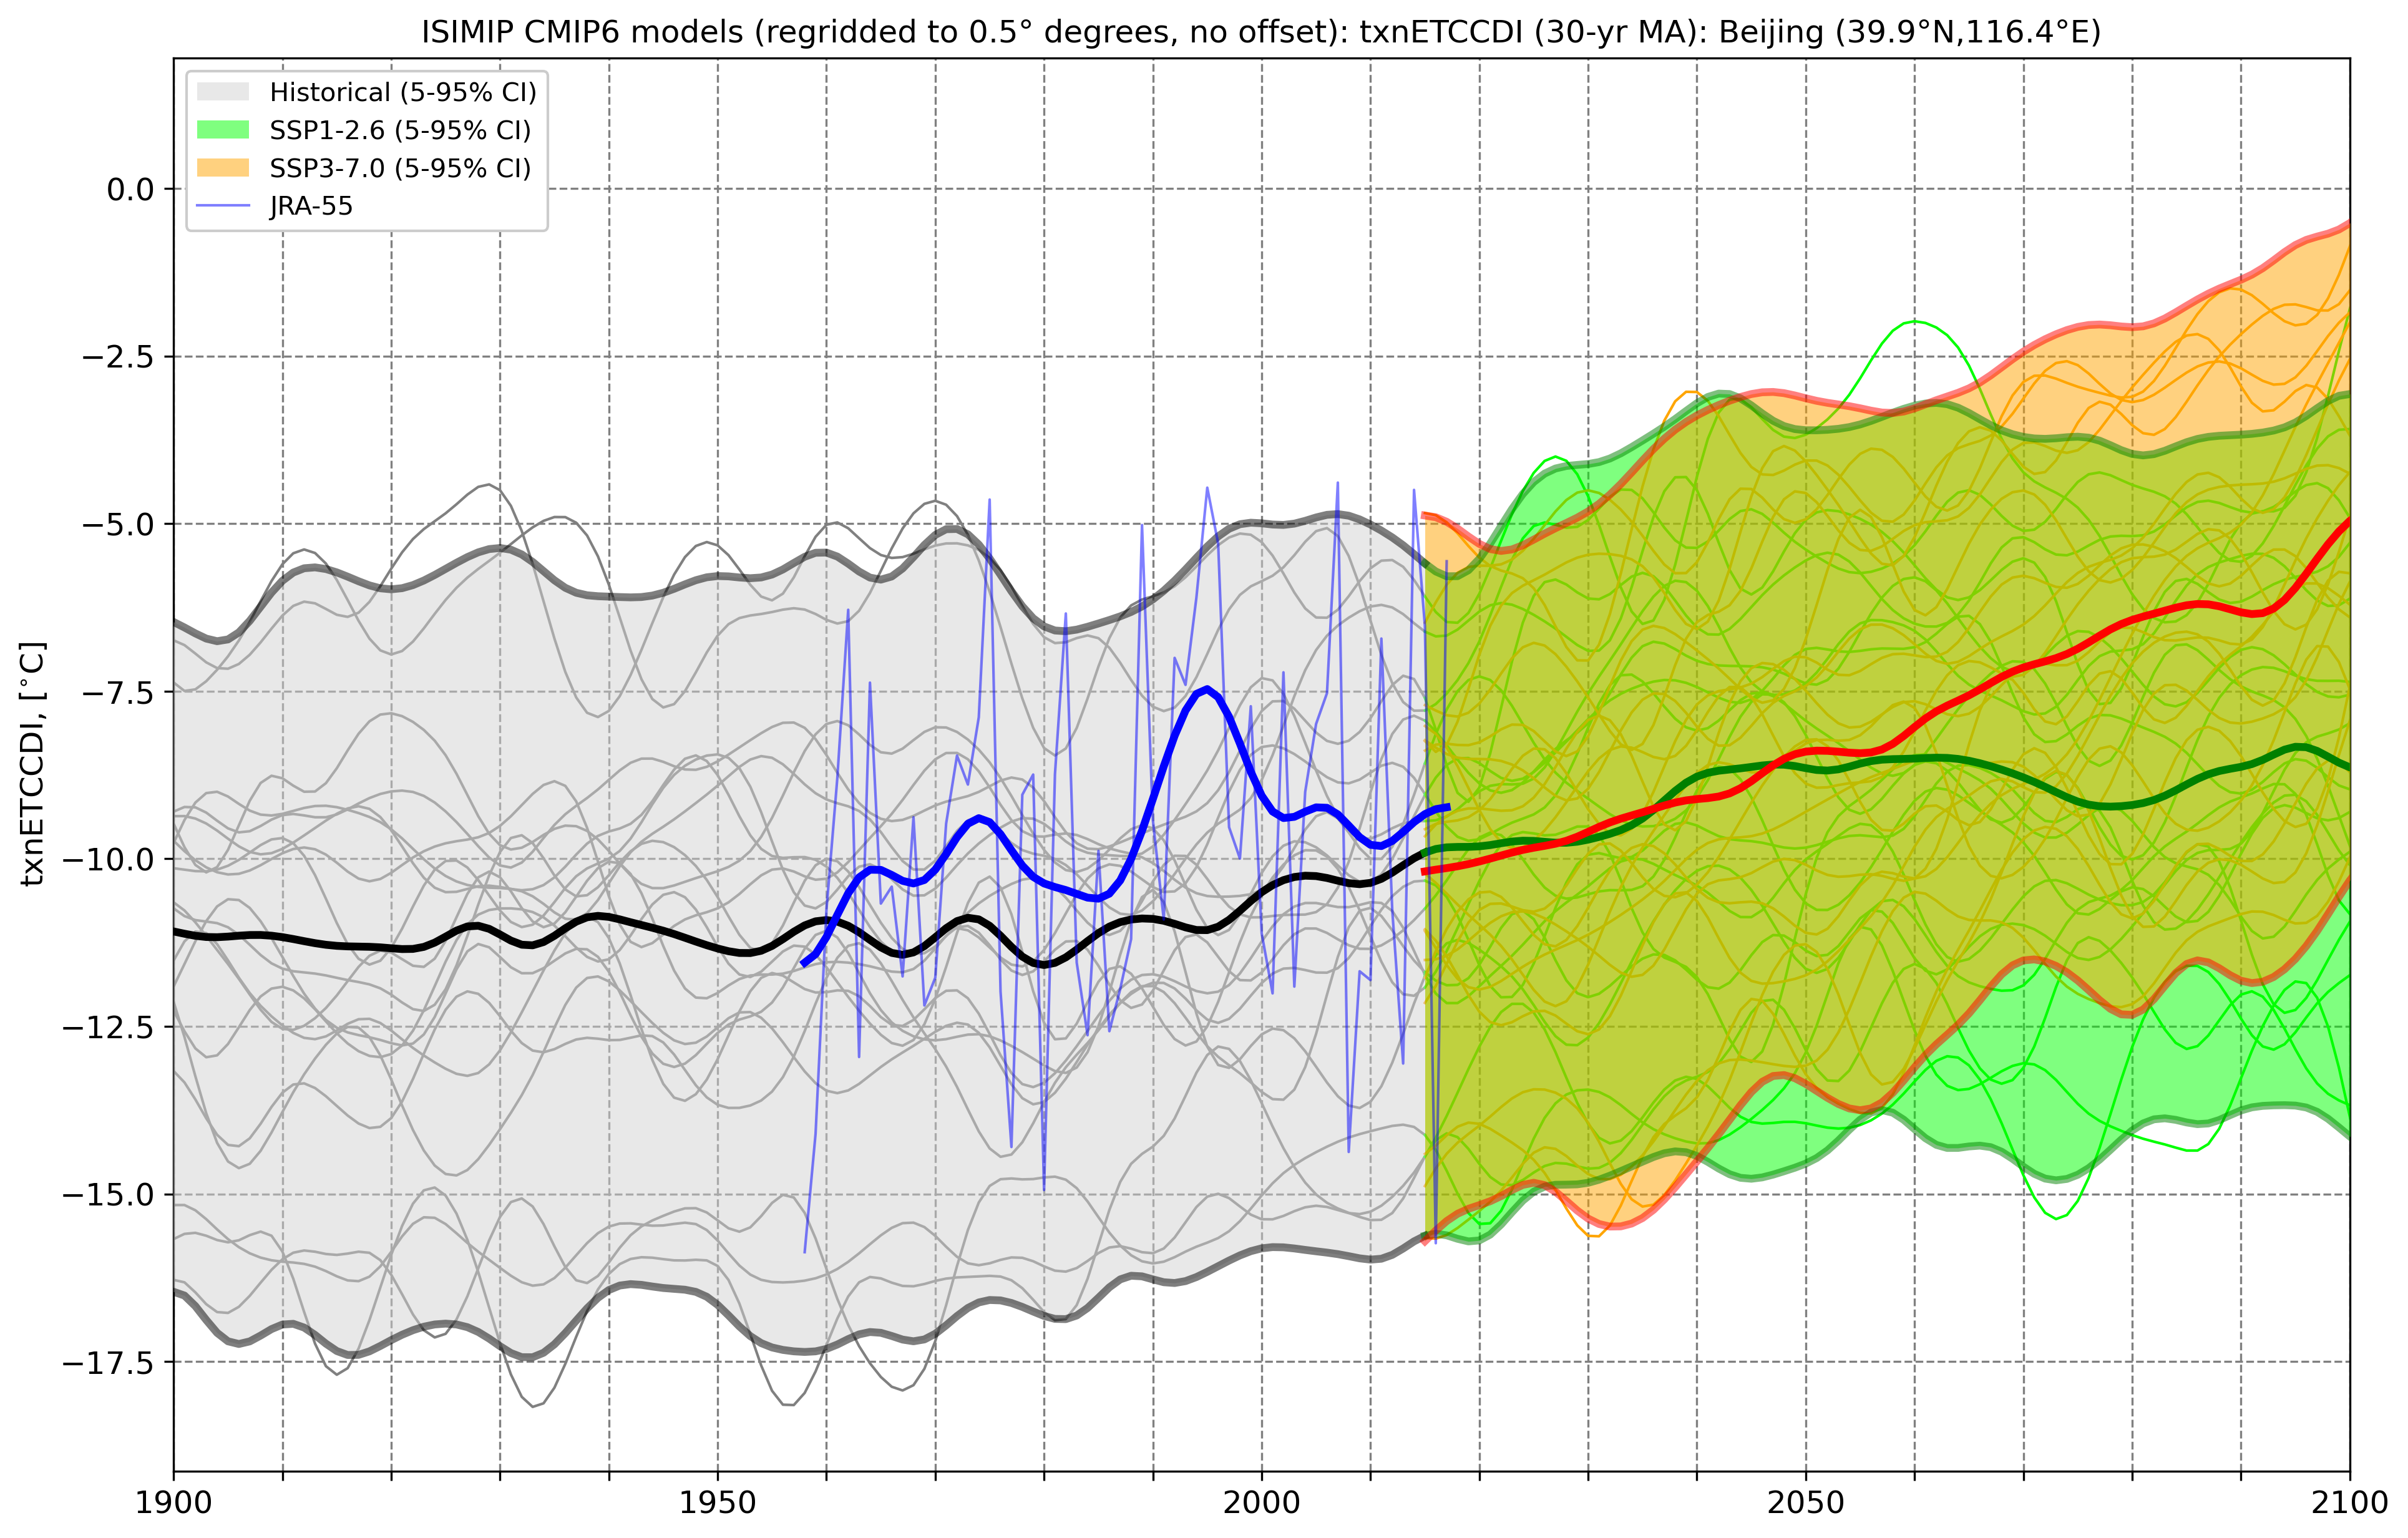 ISIMIP CMIP6 models (regridded to 0.5° degrees, no offset): txnETCCDI (30-yr MA): Beijing (39.9°N,116.4°E)
Historical (5-95% CI)
SSP1-2.6 (5-95% CI)
SSP3-7.0 (5-95% CI)
JRA-55
txnETCCDI, [°C]
0.0
−2.5
−5.0
−7.5
−10.0
−12.5
−15.0
−17.5
1900
1950
2000
2050
2100